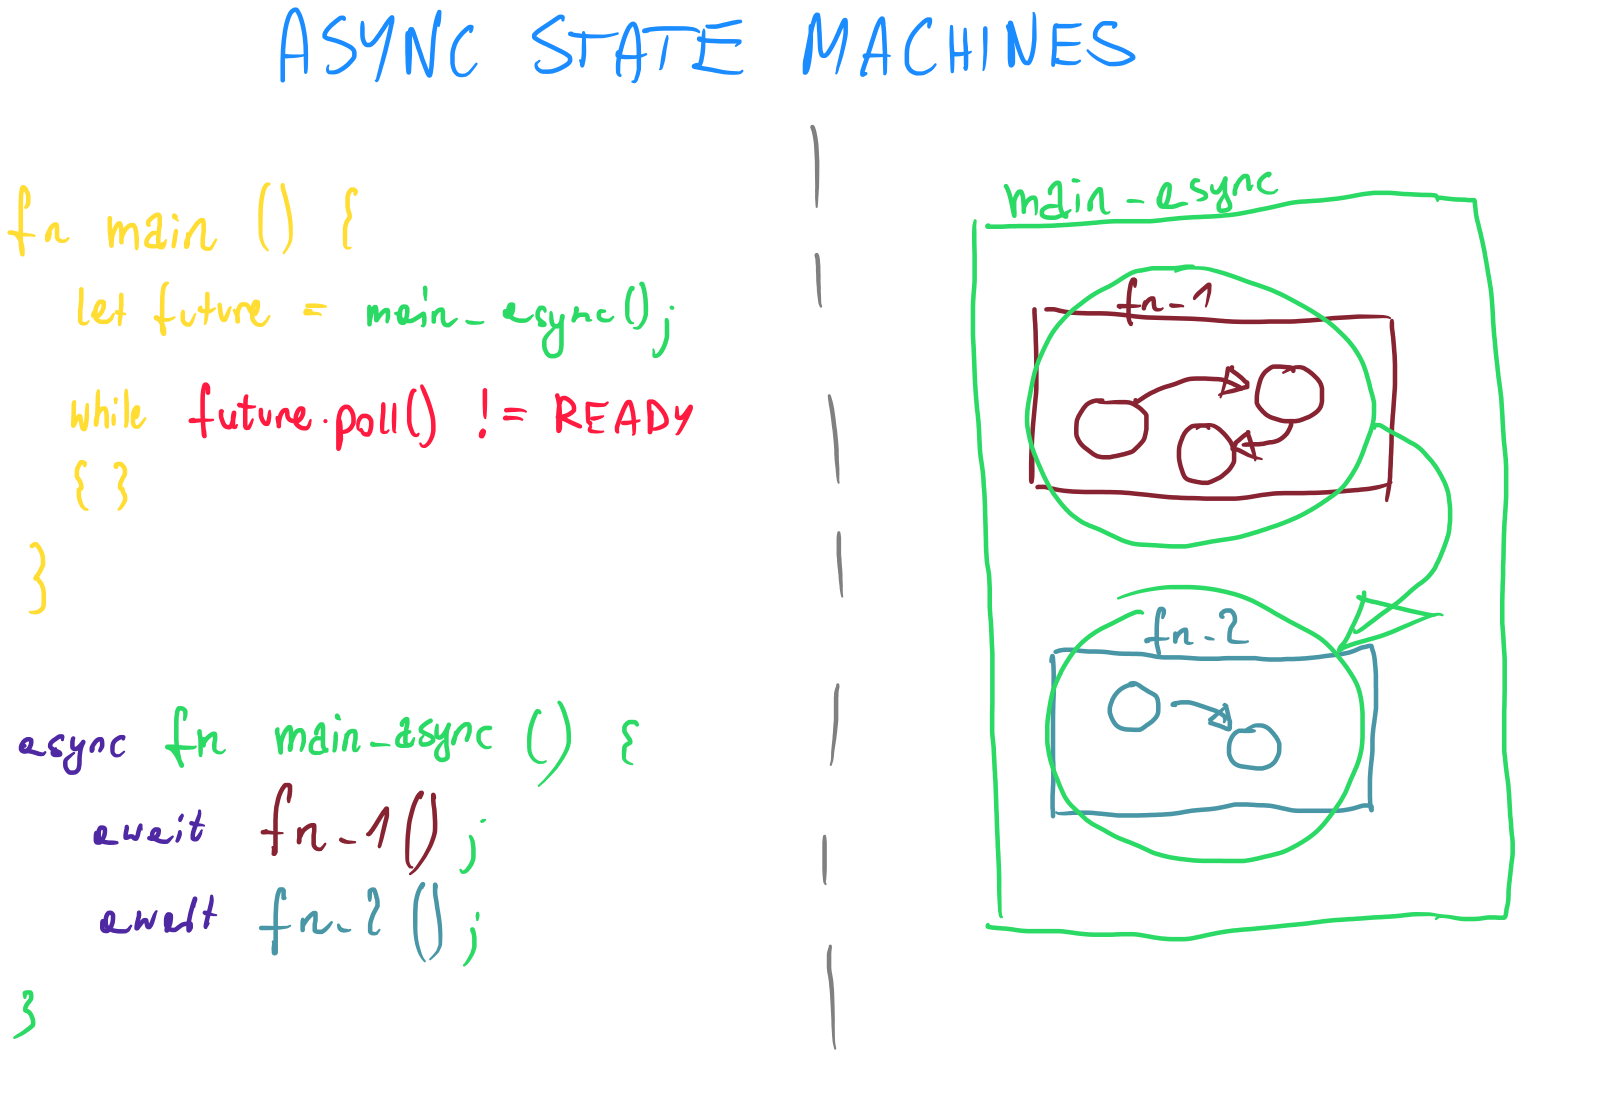 ASYNC STATE MACHINES
fn main () {
let future = main_async();
while future.poll() != READY
{ }
}
async fn main_async () {
await fn_1();
await fn_2();
}
main_async
fn_1
fn_2